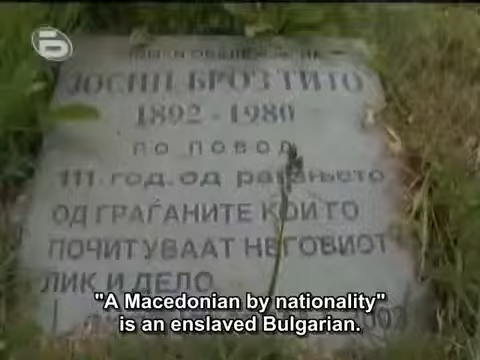 Б
ЈОСИП БРОЗ ТИТО
1892 - 1980
ПО ПОВОД
111 год. од раѓањето
ОД ГРАЃАНИТЕ КОИ ГО
ПОЧИТУВААТ НЕГОВИОТ
ЛИК И ДЕЛО
"A Macedonian by nationality"
is an enslaved Bulgarian.